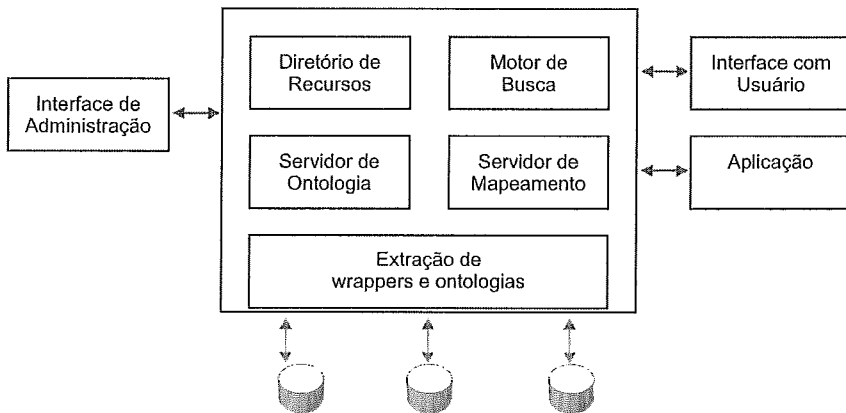 Diretório de
Recursos
Motor de
Busca
Interface com
Usuário
Interface de
Administração
Servidor de
Ontologia
Servidor de
Mapeamento
Aplicação
Extração de
wrappers e ontologias